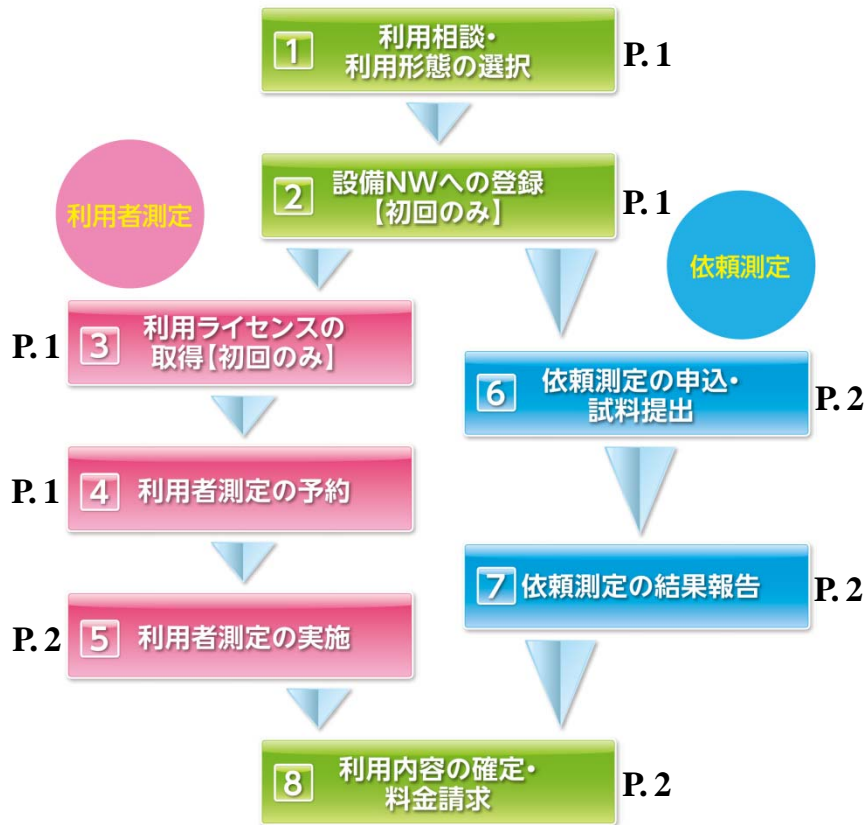 1
利用相談・
利用形態の選択
P. 1
2
設備NWへの登録
【初回のみ】
P. 1
利用者測定
依頼測定
P. 1
3
利用ライセンスの
取得【初回のみ】
6
依頼測定の申込・
試料提出
P. 2
P. 1
4
利用者測定の予約
7
依頼測定の結果報告
P. 2
P. 2
5
利用者測定の実施
8
利用内容の確定・
料金請求
P. 2